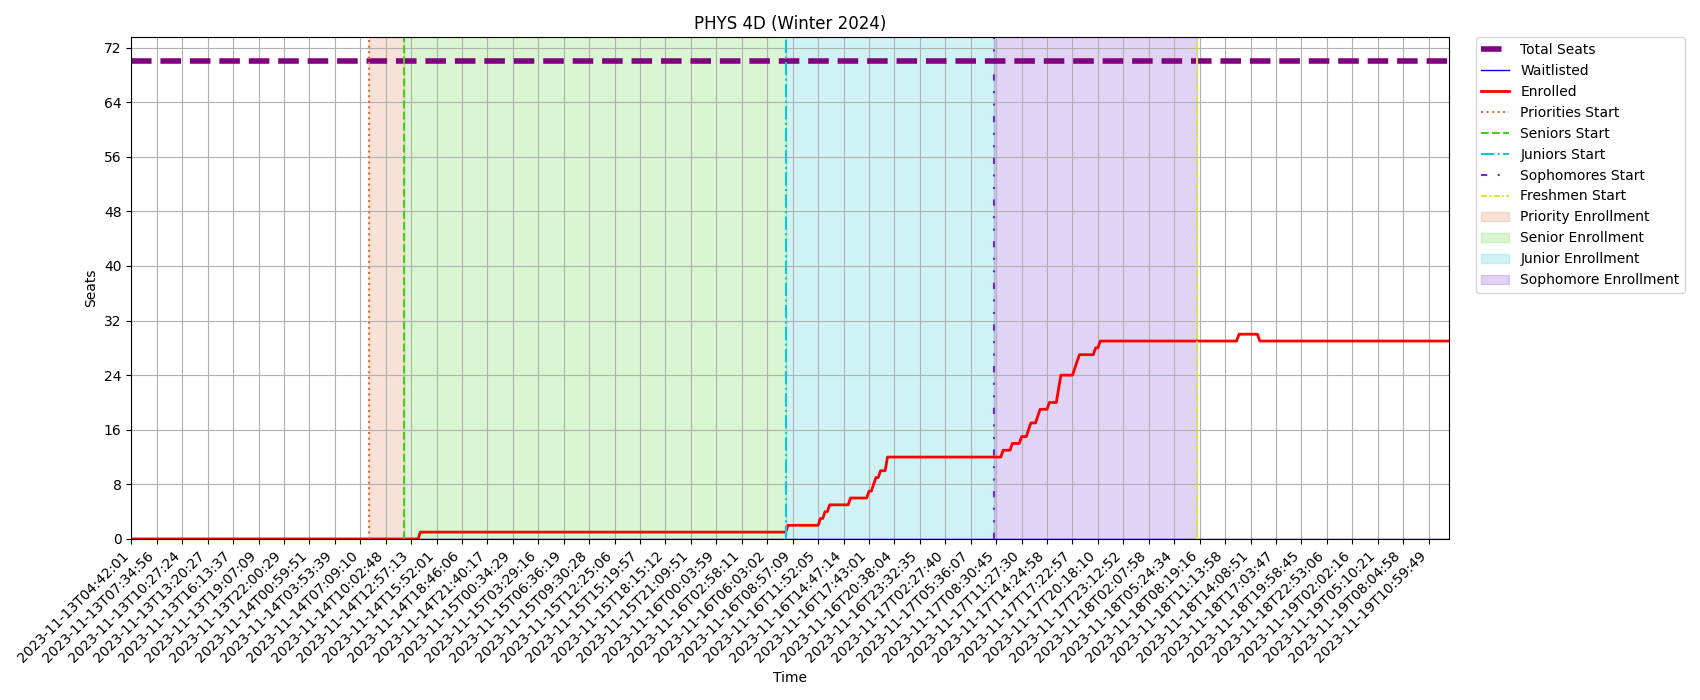 PHYS 4D (Winter 2024)
72
64
56
48
40
32
24
16
8
0
Seats
2023-11-13T04:42:01
2023-11-13T07:34:56
2023-11-13T10:27:24
2023-11-13T13:20:27
2023-11-13T16:13:37
2023-11-13T19:07:09
2023-11-13T22:00:29
2023-11-14T00:59:51
2023-11-14T03:53:39
2023-11-14T07:09:10
2023-11-14T10:02:48
2023-11-14T12:57:13
2023-11-14T15:52:01
2023-11-14T18:46:06
2023-11-14T21:40:17
2023-11-15T00:34:29
2023-11-15T03:29:16
2023-11-15T06:36:19
2023-11-15T09:30:28
2023-11-15T12:25:06
2023-11-15T15:19:57
2023-11-15T18:15:12
2023-11-15T21:09:51
2023-11-16T00:03:59
2023-11-16T02:58:11
2023-11-16T06:03:02
2023-11-16T08:57:09
2023-11-16T11:52:05
2023-11-16T14:47:14
2023-11-16T17:43:01
2023-11-16T20:38:04
2023-11-16T23:32:35
2023-11-17T02:27:40
2023-11-17T05:36:07
2023-11-17T08:30:45
2023-11-17T11:27:30
2023-11-17T14:24:58
2023-11-17T17:22:57
2023-11-17T20:18:10
2023-11-17T23:12:52
2023-11-18T02:07:58
2023-11-18T05:24:34
2023-11-18T08:19:16
2023-11-18T11:13:58
2023-11-18T14:08:51
2023-11-18T17:03:47
2023-11-18T19:58:45
2023-11-18T22:53:06
2023-11-19T02:02:16
2023-11-19T05:10:21
2023-11-19T08:04:58
2023-11-19T10:59:49
Time
Total Seats
Waitlisted
Enrolled
Priorities Start
Seniors Start
Juniors Start
Sophomores Start
Freshmen Start
Priority Enrollment
Senior Enrollment
Junior Enrollment
Sophomore Enrollment